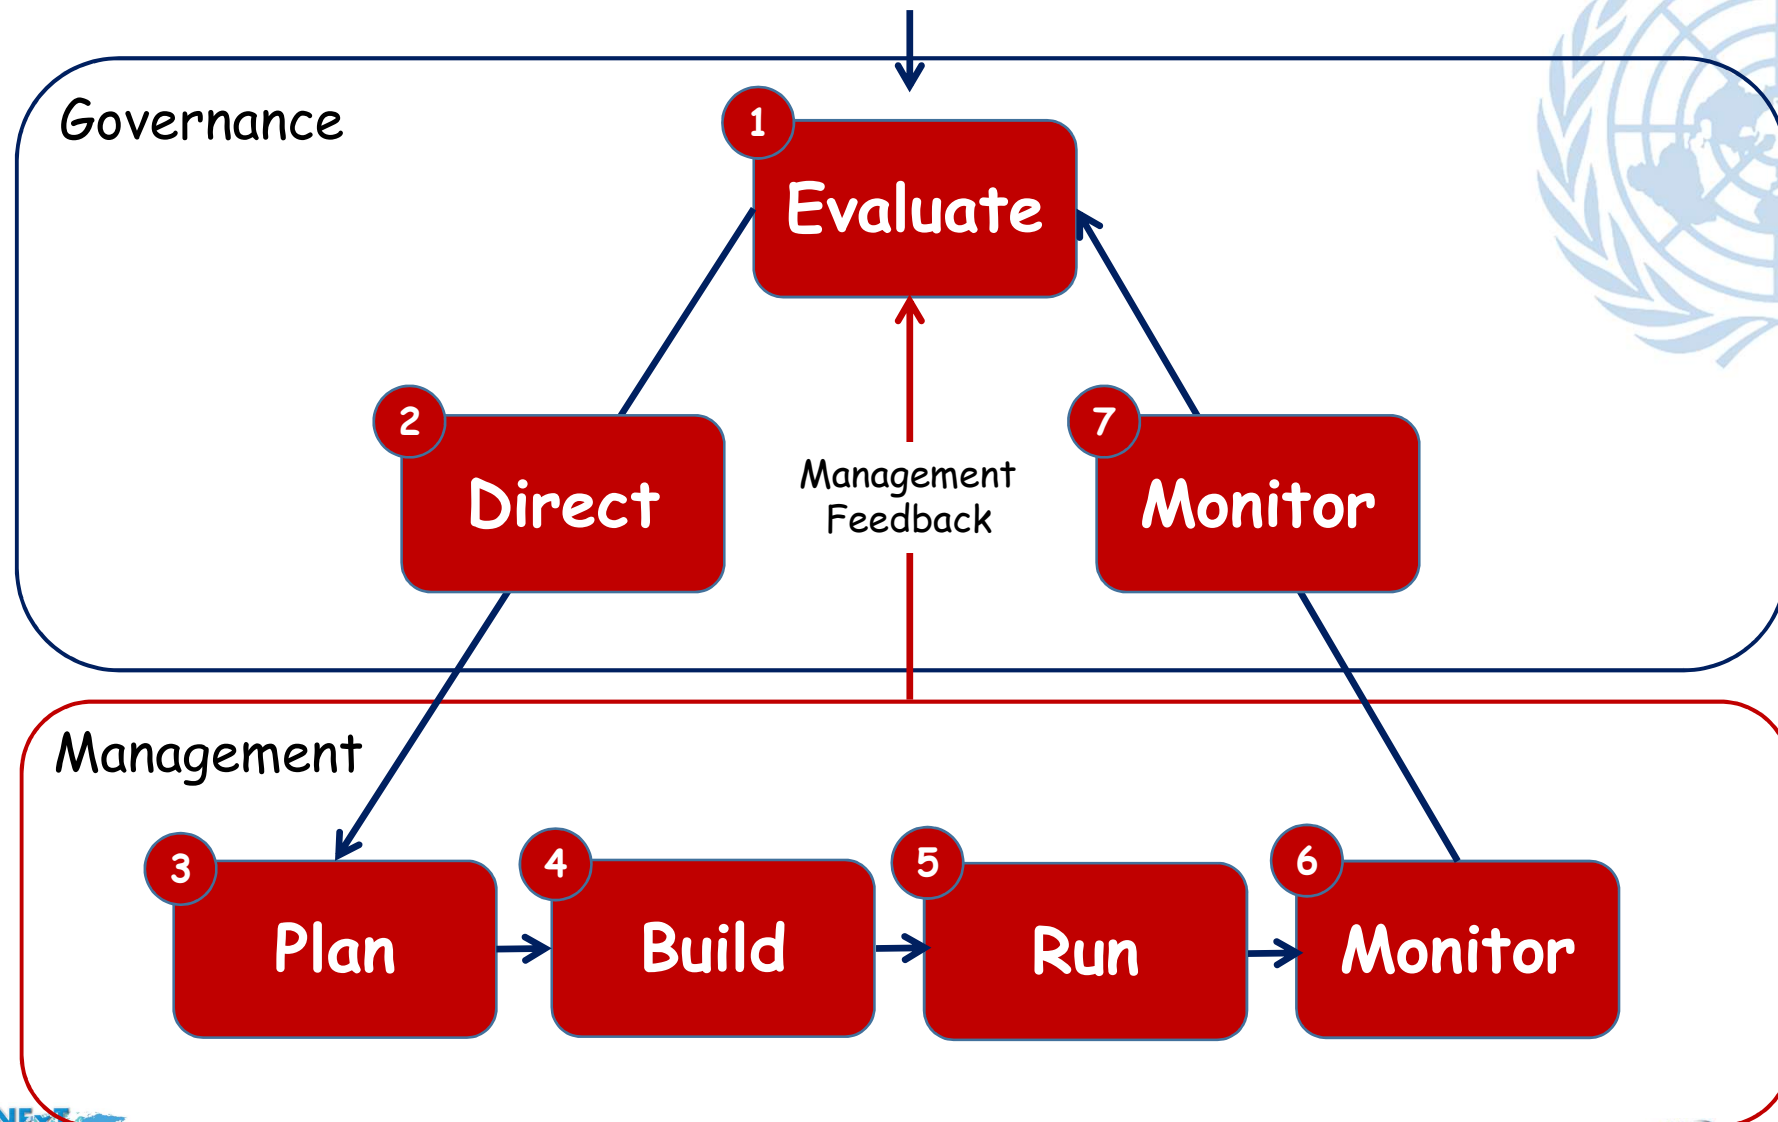 Governance
1
Evaluate
2
Direct
Management
Feedback
7
Monitor
Management
3
Plan
4
Build
5
Run
6
Monitor